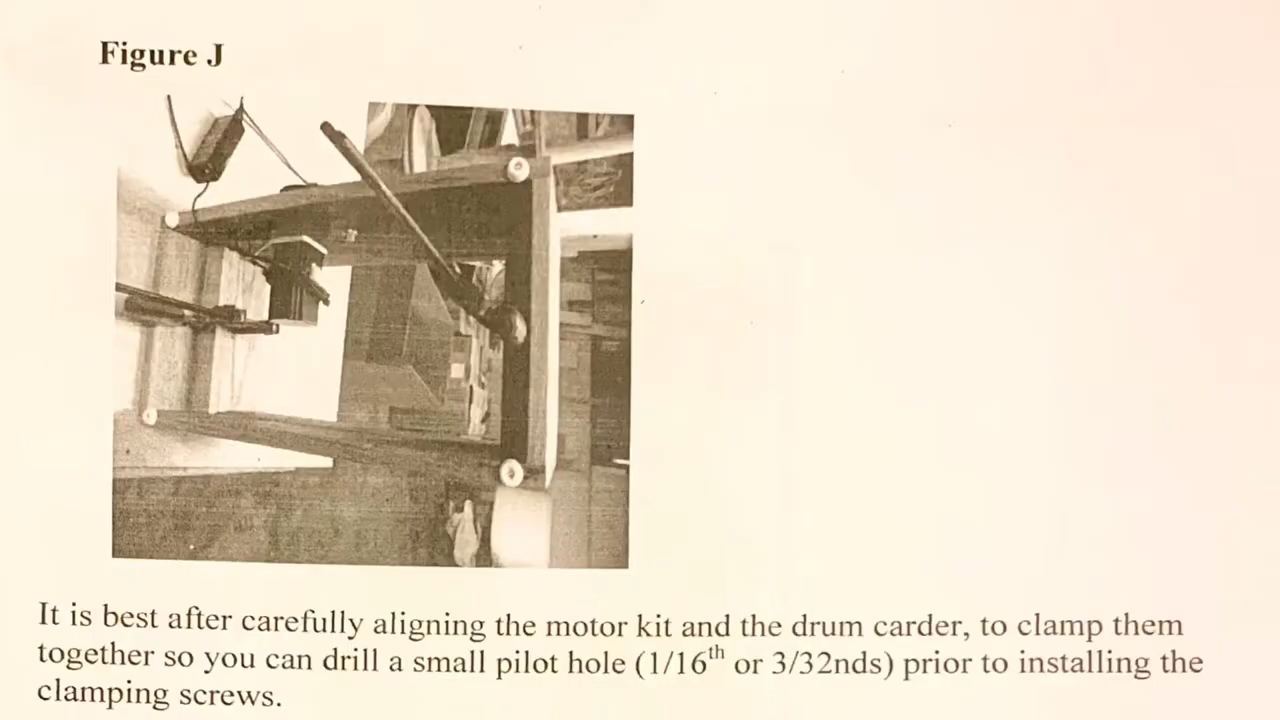 Figure J
It is best after carefully aligning the motor kit and the drum carder, to clamp them
together so you can drill a small pilot hole (1/16th or 3/32nds) prior to installing the
clamping screws.